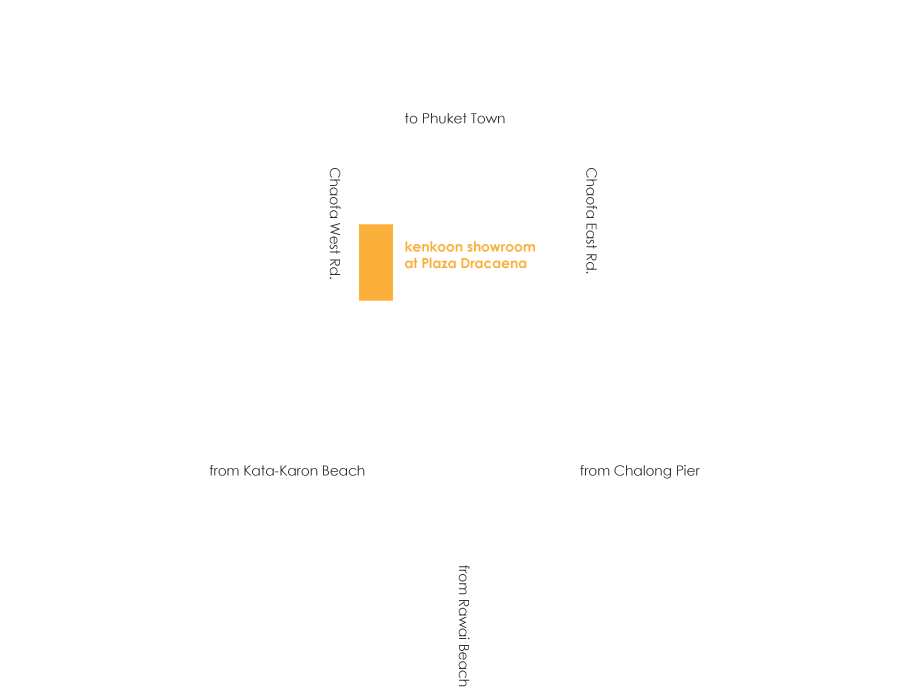 to Phuket Town
Chaofa West Rd.
Chaofa East Rd.
kenkoon showroom
at Plaza Dracaena
from Kata-Karon Beach
from Chalong Pier
from Rawai Beach